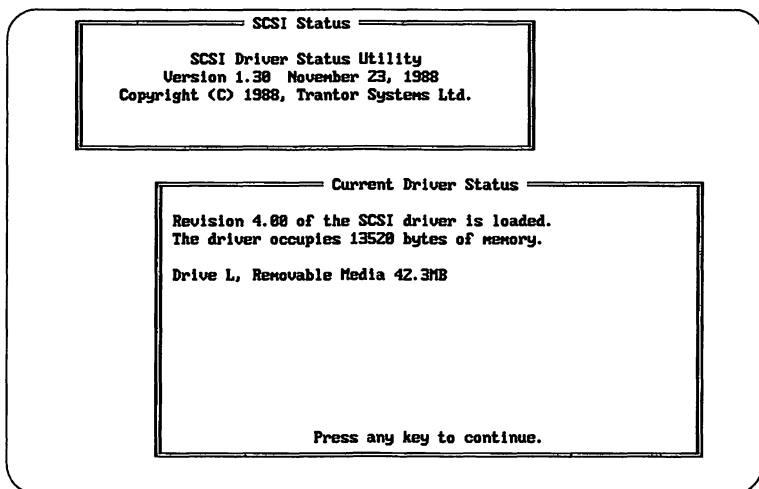 SCSI Status
SCSI Driver Status Utility
Version 1.30 November 23, 1988
Copyright (C) 1988, Trantor Systems Ltd.
Current Driver Status
Revision 4.00 of the SCSI driver is loaded.
The driver occupies 13520 bytes of memory.
Drive L, Removable Media 42.3MB
Press any key to continue.